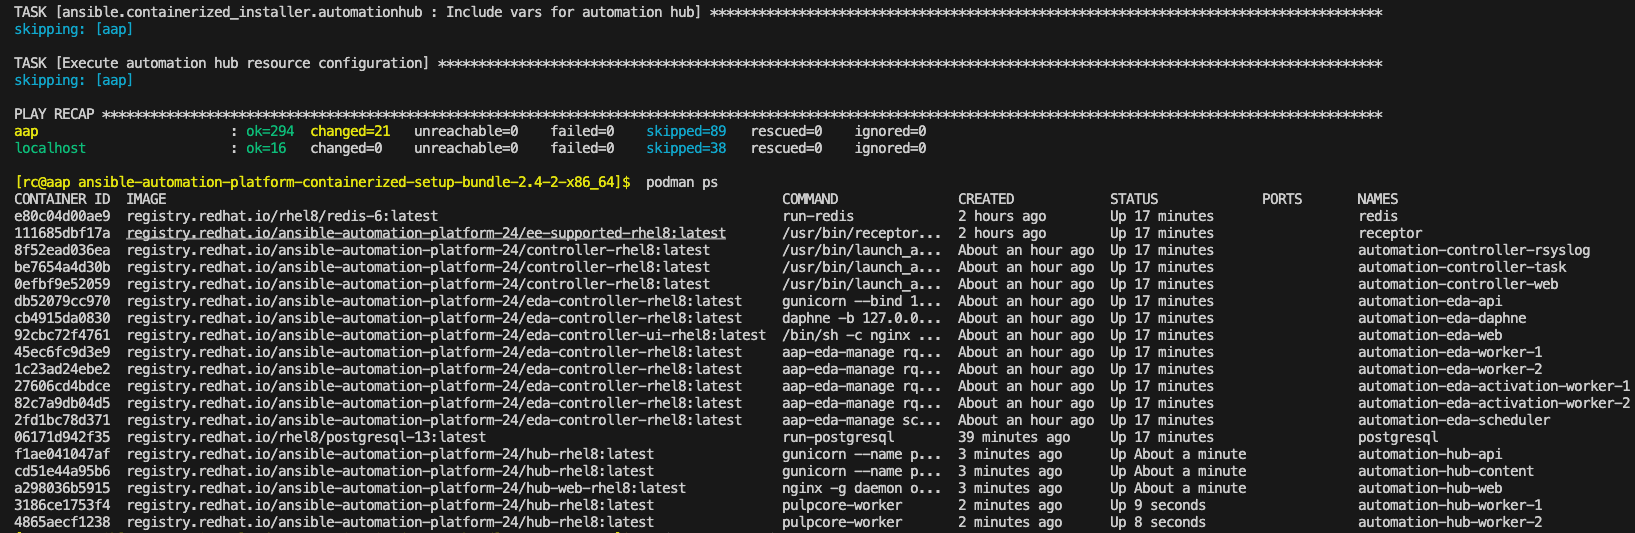 TASK [ansible.containerized_installer.automationhub : Include vars for automation hub] ************************************************************************************
skipping: [aap]
TASK [Execute automation hub resource configuration] **********************************************************************************************************************
skipping: [aap]
PLAY RECAP ****************************************************************************************************************************************************************
aap : ok=294 changed=21 unreachable=0 failed=0 skipped=89 rescued=0 ignored=0
localhost : ok=16 changed=0 unreachable=0 failed=0 skipped=38 rescued=0 ignored=0
[rc@aap ansible-automation-platform-containerized-setup-bundle-2.4-2-x86_64]$ podman ps
CONTAINER ID IMAGE COMMAND CREATED STATUS PORTS NAMES
e80c04d00ae9 registry.redhat.io/rhel8/redis-6:latest run-redis 2 hours ago Up 17 minutes redis
111685dbf17a registry.redhat.io/ansible-automation-platform-24/ee-supported-rhel8:latest /usr/bin/receptor... 2 hours ago Up 17 minutes receptor
8f52ead036ea registry.redhat.io/ansible-automation-platform-24/controller-rhel8:latest /usr/bin/launch_a... About an hour ago Up 17 minutes automation-controller-rsyslog
be7654a4d30b registry.redhat.io/ansible-automation-platform-24/controller-rhel8:latest /usr/bin/launch_a... About an hour ago Up 17 minutes automation-controller-task
0efbf9e52059 registry.redhat.io/ansible-automation-platform-24/controller-rhel8:latest /usr/bin/launch_a... About an hour ago Up 17 minutes automation-controller-web
db52079cc970 registry.redhat.io/ansible-automation-platform-24/eda-controller-rhel8:latest gunicorn --bind 1... About an hour ago Up 17 minutes automation-eda-api
cb4915da0830 registry.redhat.io/ansible-automation-platform-24/eda-controller-rhel8:latest daphne -b 127.0.0... About an hour ago Up 17 minutes automation-eda-daphne
92cbc72f4761 registry.redhat.io/ansible-automation-platform-24/eda-controller-ui-rhel8:latest /bin/sh -c nginx ... About an hour ago Up 17 minutes automation-eda-web
45ec6fc9d3e9 registry.redhat.io/ansible-automation-platform-24/eda-controller-rhel8:latest aap-eda-manage rq... About an hour ago Up 17 minutes automation-eda-worker-1
1c23ad24ebe2 registry.redhat.io/ansible-automation-platform-24/eda-controller-rhel8:latest aap-eda-manage rq... About an hour ago Up 17 minutes automation-eda-worker-2
27606cd4bdce registry.redhat.io/ansible-automation-platform-24/eda-controller-rhel8:latest aap-eda-manage rq... About an hour ago Up 17 minutes automation-eda-activation-worker-1
82c7a9db04d5 registry.redhat.io/ansible-automation-platform-24/eda-controller-rhel8:latest aap-eda-manage rq... About an hour ago Up 17 minutes automation-eda-activation-worker-2
2fd1bc78d371 registry.redhat.io/ansible-automation-platform-24/eda-controller-rhel8:latest aap-eda-manage sc... About an hour ago Up 17 minutes automation-eda-scheduler
06171d942f35 registry.redhat.io/rhel8/postgresql-13:latest run-postgresql 39 minutes ago Up 17 minutes postgresql
f1ae041047af registry.redhat.io/ansible-automation-platform-24/hub-rhel8:latest gunicorn --name p... 3 minutes ago Up About a minute automation-hub-api
cd51e44a95b6 registry.redhat.io/ansible-automation-platform-24/hub-rhel8:latest gunicorn --name p... 3 minutes ago Up About a minute automation-hub-content
a298036b5915 registry.redhat.io/ansible-automation-platform-24/hub-web-rhel8:latest nginx -g daemon o... 3 minutes ago Up About a minute automation-hub-web
3186ce1753f4 registry.redhat.io/ansible-automation-platform-24/hub-rhel8:latest pulpcore-worker 2 minutes ago Up 9 seconds automation-hub-worker-1
4865aecf1238 registry.redhat.io/ansible-automation-platform-24/hub-rhel8:latest pulpcore-worker 2 minutes ago Up 8 seconds automation-hub-worker-2